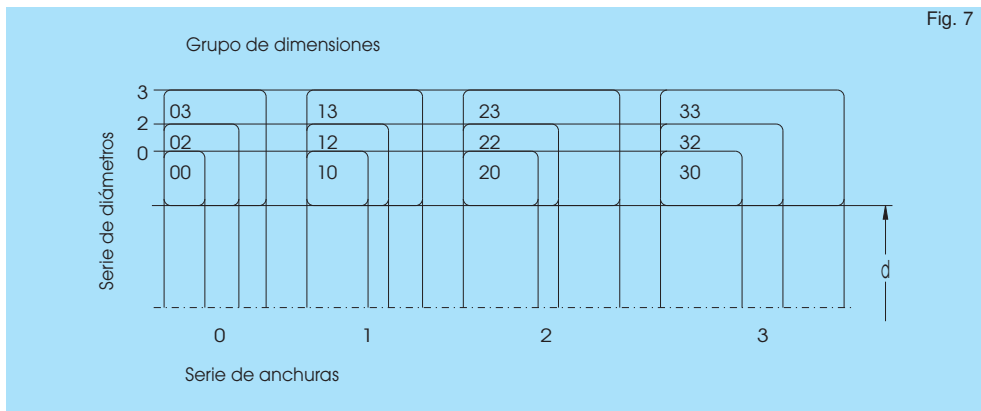 Fig. 7
Grupo de dimensiones
Serie de diámetros
3
03 13 23 33
2
02 12 22 32
0
00 10 20 30
d
0 1 2 3
Serie de anchuras